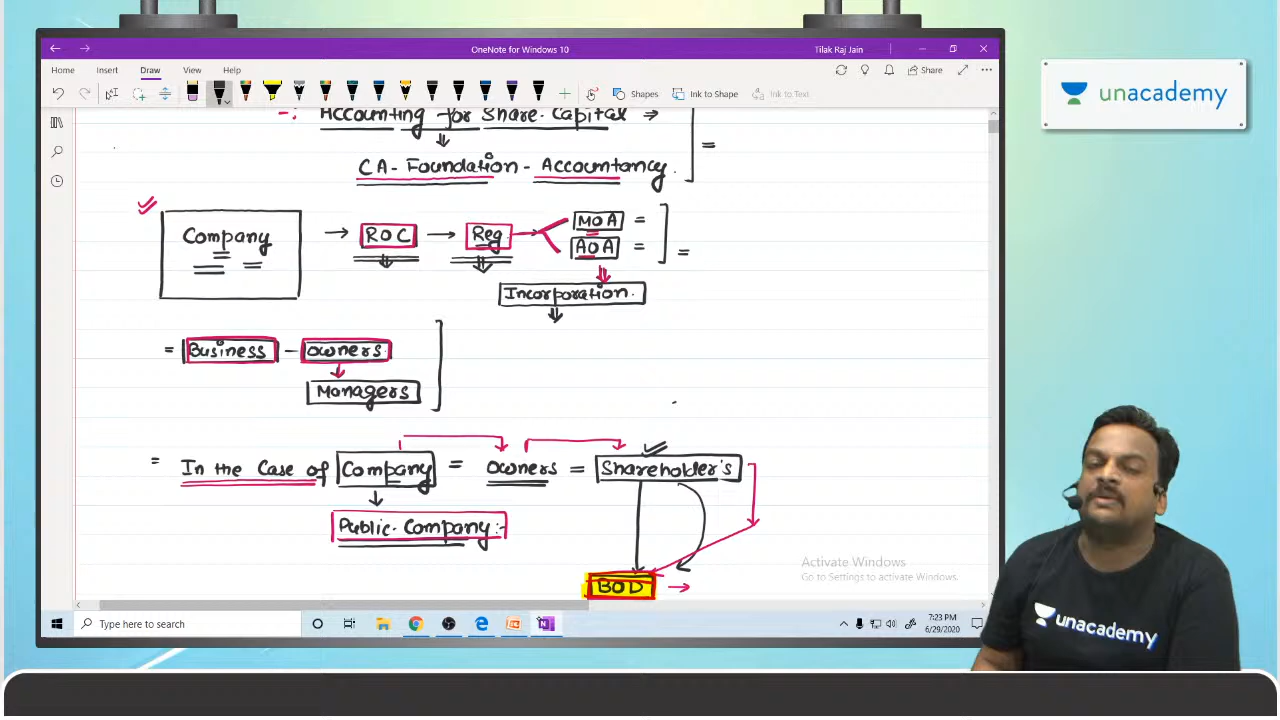 OneNote for Windows 10
Tilak Raj Jain
Home Insert Draw View Help
Share
Shapes
Ink to Shape
Ink to Text
unacademy
-: Accounting for Share Capital ⇒
CA-Foundation-Accountancy.
=
Company → ROC → Reg
MOA =
AOA =
=
Incorporation.
= Business - owners
Managers
= In the Case of Company = owners = Shareholder's
Public Company:-
BOD →
Activate Windows
Go to Settings to activate Windows.
Type here to search
7:23 PM
6/29/2020
unacademy